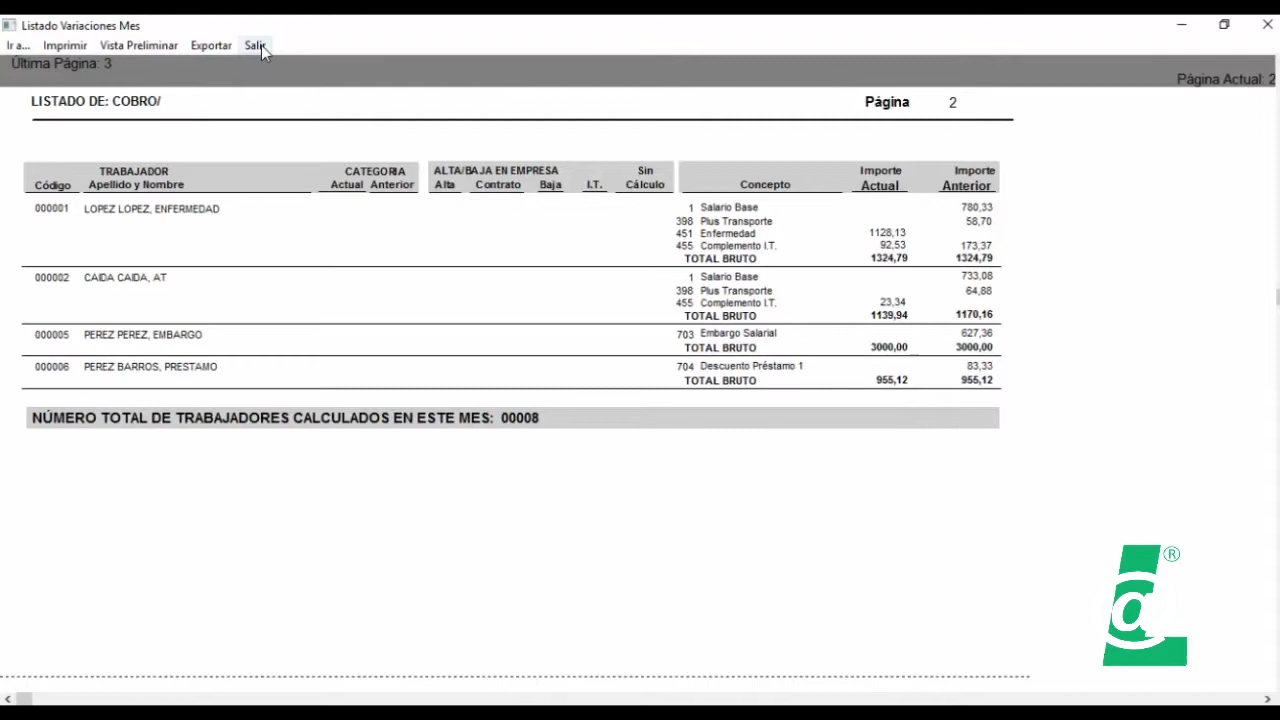 Listado Variaciones Mes
Ir a... Imprimir Vista Preliminar Exportar Salir
Última Página: 3
Página Actual: 2
LISTADO DE: COBRO/ Página 2
TRABAJADOR CATEGORIA ALTA/BAJA EN EMPRESA Sin Importe Importe
Código Apellido y Nombre Actual Anterior Alta Contrato Baja I.T. Cálculo Concepto Actual Anterior
000001 LOPEZ LOPEZ, ENFERMEDAD 1 Salario Base 780,33
398 Plus Transporte 58,70
451 Enfermedad 1128,13
455 Complemento I.T. 92,53 173,37
TOTAL BRUTO 1324,79 1324,79
000002 CAIDA CAIDA, AT 1 Salario Base 733,08
398 Plus Transporte 64,88
455 Complemento I.T. 23,34
TOTAL BRUTO 1139,94 1170,16
000005 PEREZ PEREZ, EMBARGO 703 Embargo Salarial 627,36
TOTAL BRUTO 3000,00 3000,00
000006 PEREZ BARROS, PRESTAMO 704 Descuento Préstamo 1 83,33
TOTAL BRUTO 955,12 955,12
NÚMERO TOTAL DE TRABAJADORES CALCULADOS EN ESTE MES: 00008
@ ®